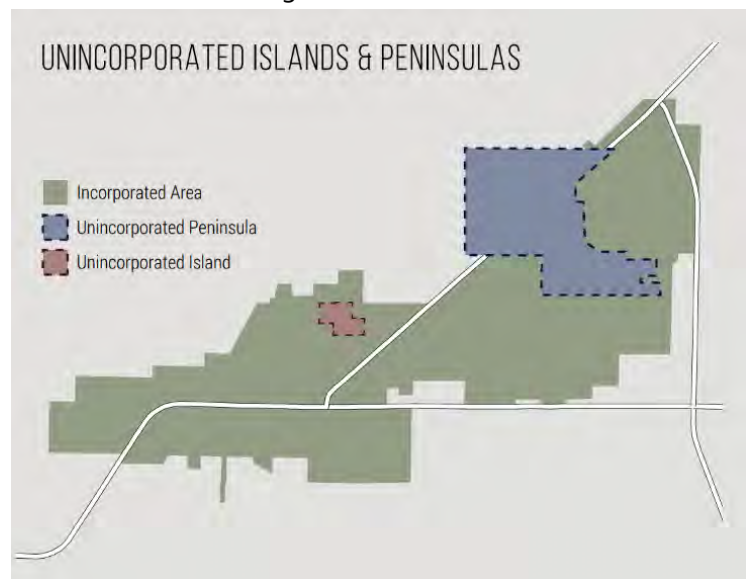 UNINCORPORATED ISLANDS & PENINSULAS
Incorporated Area
Unincorporated Peninsula
Unincorporated Island